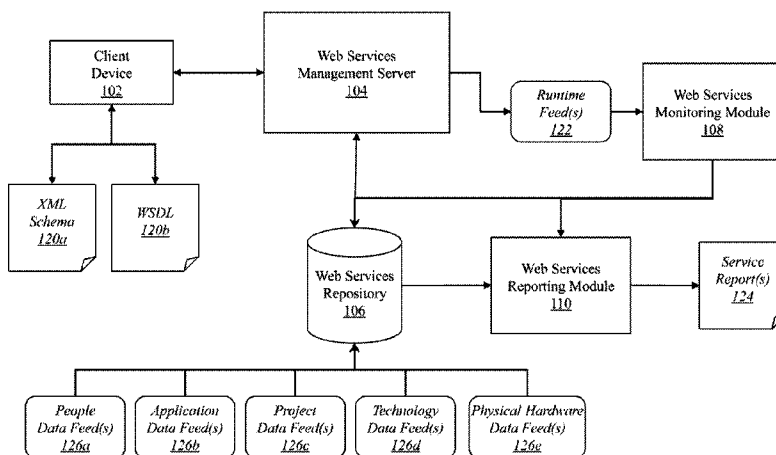 Client
Device
102
Web Services
Management Server
104
Runtime
Feed(s)
122
Web Services
Monitoring Module
108
XML
Schema
120a
WSDL
120b
Web Services
Repository
106
Web Services
Reporting Module
110
Service
Report(s)
124
People
Data Feed(s)
126a
Application
Data Feed(s)
126b
Project
Data Feed(s)
126c
Technology
Data Feed(s)
126d
Physical Hardware
Data Feed(s)
126e